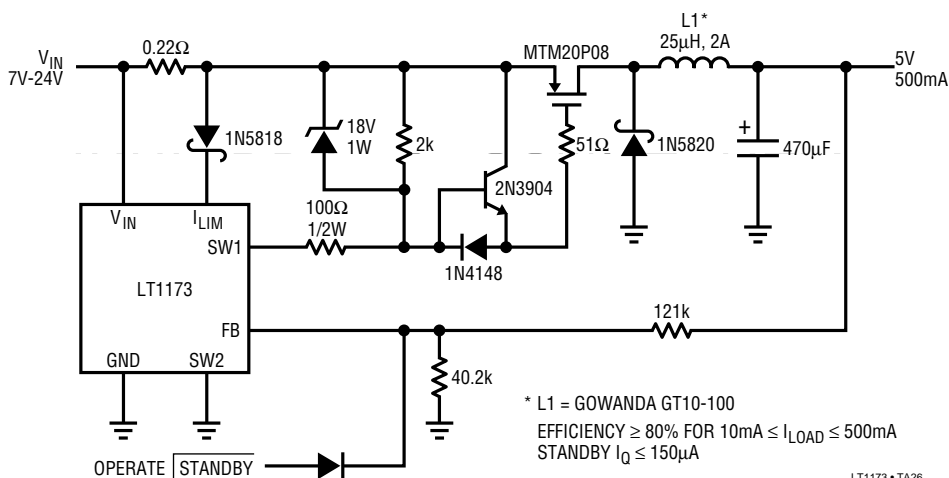 L1*
25µH, 2A
V_IN
7V-24V
0.22Ω
MTM20P08
5V
500mA
1N5818
18V
1W
2k
51Ω
1N5820
+
470µF
2N3904
100Ω
1/2W
V_IN
I_LIM
SW1
1N4148
LT1173
121k
FB
GND
SW2
40.2k
* L1 = GOWANDA GT10-100
EFFICIENCY ≥ 80% FOR 10mA ≤ I_LOAD ≤ 500mA
STANDBY I_Q ≤ 150µA
OPERATE STANDBY
LT1173 • TA26